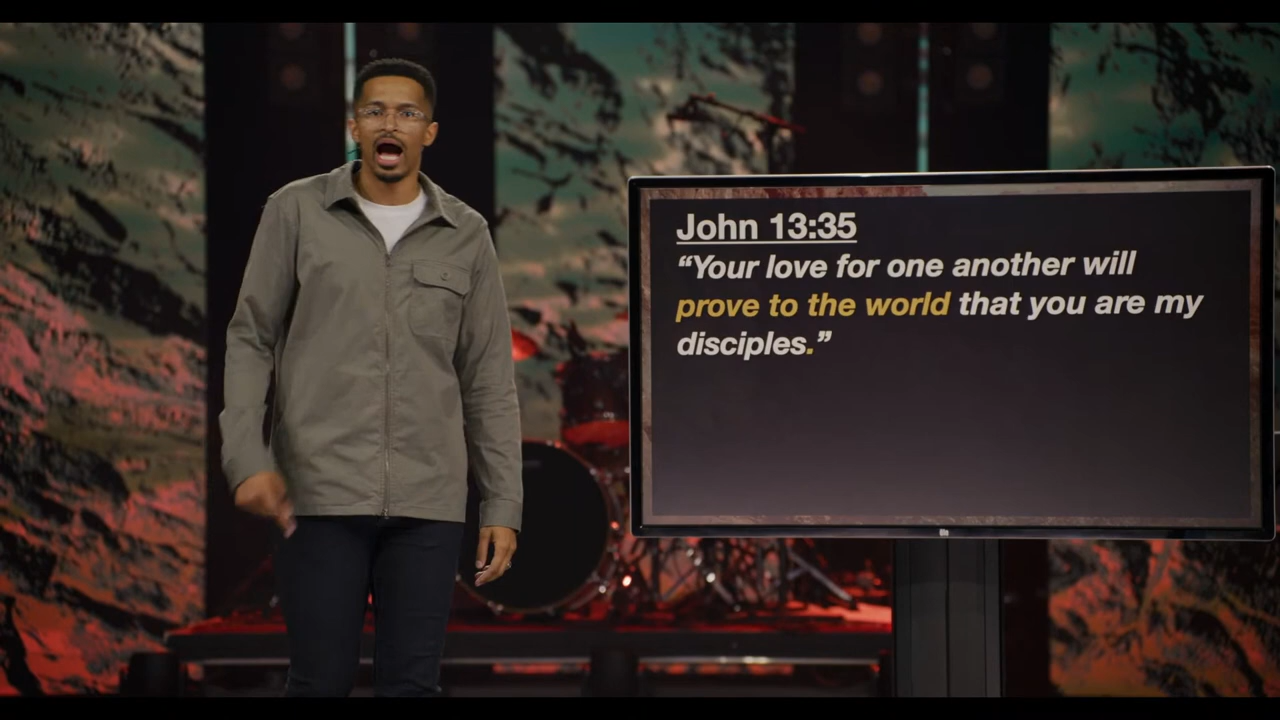 John 13:35
“Your love for one another will
prove to the world that you are my
disciples.”